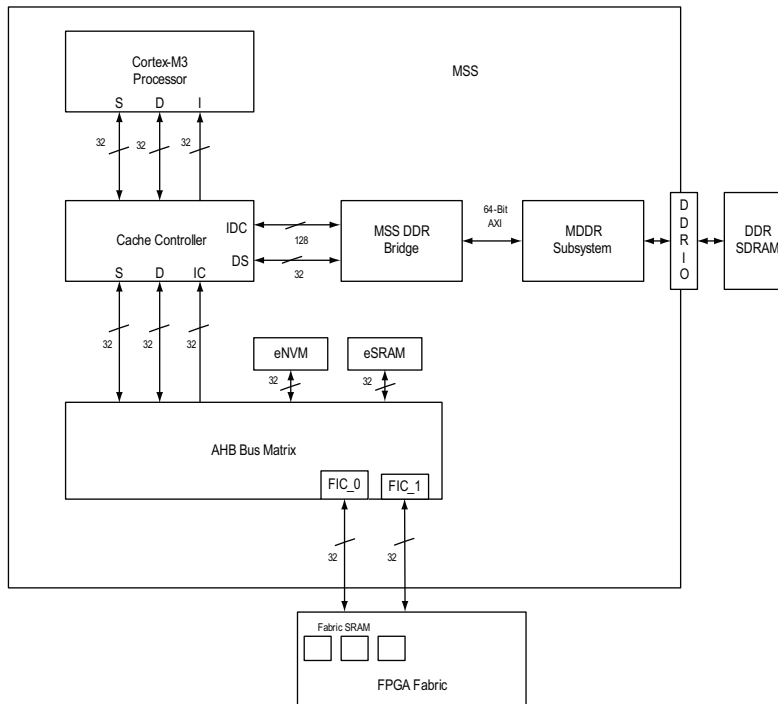 Cortex-M3
Processor
S D I
MSS
32 32 32
Cache Controller
IDC
DS
S D IC
128
32
MSS DDR
Bridge
64-Bit
AXI
MDDR
Subsystem
D
D
R
I
O
DDR
SDRAM
32 32 32
eNVM
eSRAM
32 32
AHB Bus Matrix
FIC_0
FIC_1
32 32
Fabric SRAM
FPGA Fabric